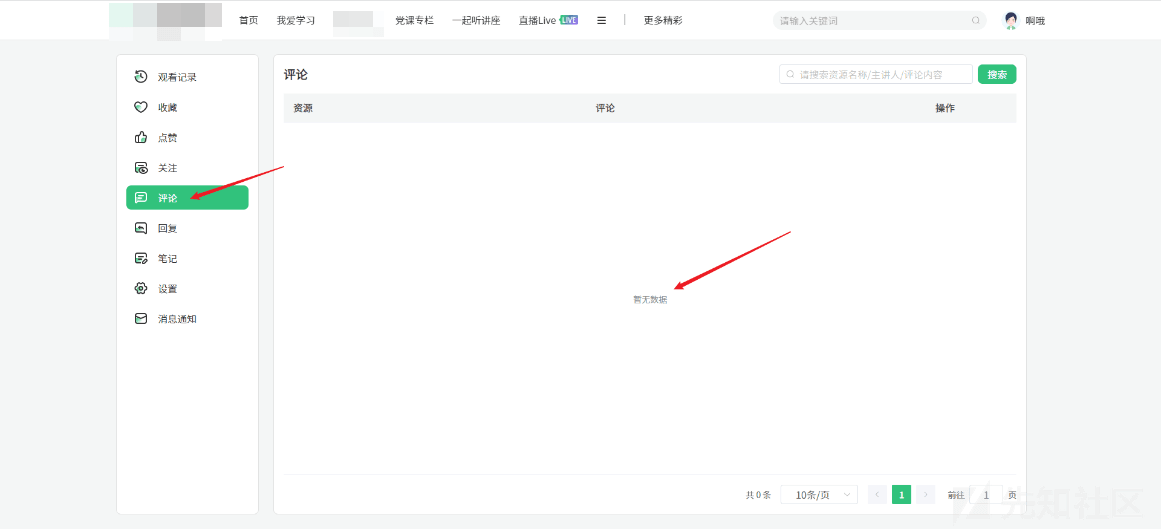 首页 我爱学习 党课专栏 一起听讲座 直播Live LIVE 更多精彩 请输入关键词 啊哦
观看记录
收藏
点赞
关注
评论
回复
笔记
设置
消息通知
评论 请搜索资源名称/主讲人/评论内容 搜索
资源 评论 操作
暂无数据
共 0 条 10条/页 1 前往 1 页
先知社区